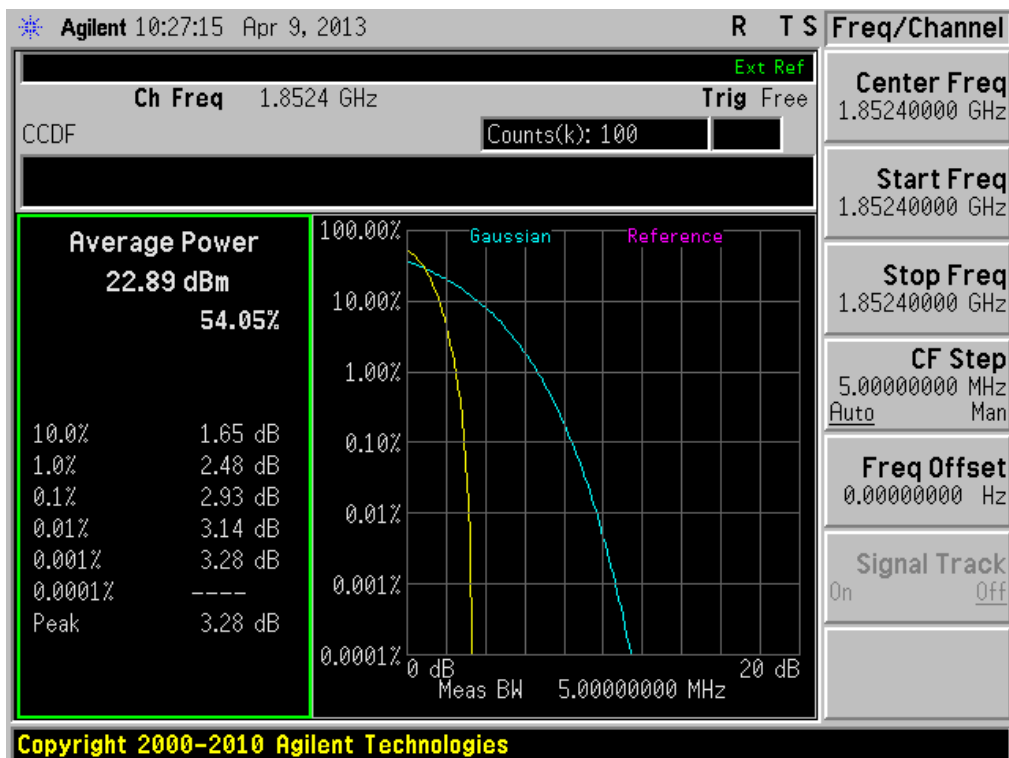 Agilent 10:27:15 Apr 9, 2013 R T S
Ext Ref
Ch Freq 1.8524 GHz Trig Free
CCDF Counts(k): 100
Average Power
22.89 dBm
54.05%
10.0% 1.65 dB
1.0% 2.48 dB
0.1% 2.93 dB
0.01% 3.14 dB
0.001% 3.28 dB
0.0001% ----
Peak 3.28 dB
Gaussian Reference
100.00%
10.00%
1.00%
0.10%
0.01%
0.001%
0.0001%
0 dB 20 dB
Meas BW 5.00000000 MHz
Freq/Channel
Center Freq
1.85240000 GHz
Start Freq
1.85240000 GHz
Stop Freq
1.85240000 GHz
CF Step
5.00000000 MHz
Auto Man
Freq Offset
0.00000000 Hz
Signal Track
On Off
Copyright 2000-2010 Agilent Technologies